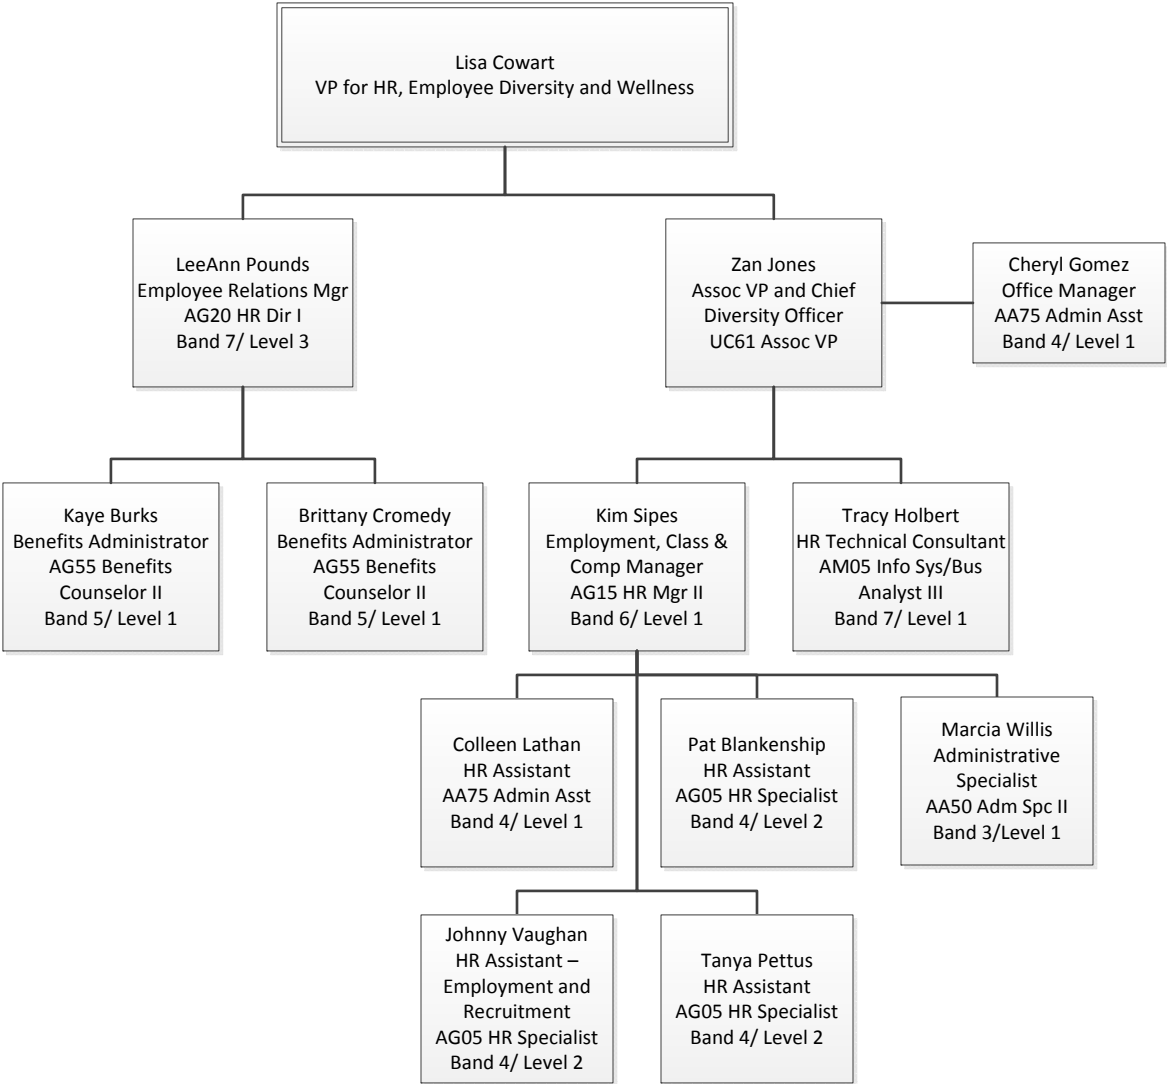 Lisa Cowart
VP for HR, Employee Diversity and Wellness
LeeAnn Pounds
Employee Relations Mgr
AG20 HR Dir I
Band 7/ Level 3
Zan Jones
Assoc VP and Chief
Diversity Officer
UC61 Assoc VP
Cheryl Gomez
Office Manager
AA75 Admin Asst
Band 4/ Level 1
Kaye Burks
Benefits Administrator
AG55 Benefits
Counselor II
Band 5/ Level 1
Brittany Cromedy
Benefits Administrator
AG55 Benefits
Counselor II
Band 5/ Level 1
Kim Sipes
Employment, Class &
Comp Manager
AG15 HR Mgr II
Band 6/ Level 1
Tracy Holbert
HR Technical Consultant
AM05 Info Sys/Bus
Analyst III
Band 7/ Level 1
Colleen Lathan
HR Assistant
AA75 Admin Asst
Band 4/ Level 1
Pat Blankenship
HR Assistant
AG05 HR Specialist
Band 4/ Level 2
Marcia Willis
Administrative
Specialist
AA50 Adm Spc II
Band 3/Level 1
Johnny Vaughan
HR Assistant –
Employment and
Recruitment
AG05 HR Specialist
Band 4/ Level 2
Tanya Pettus
HR Assistant
AG05 HR Specialist
Band 4/ Level 2